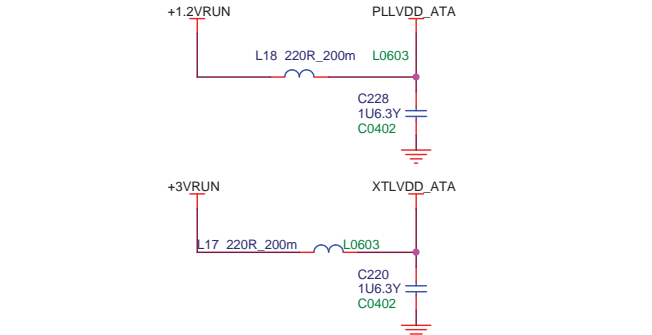 +1.2VRUN PLLVDD_ATA
L18 220R_200m L0603
C228
1U6.3Y
C0402
+3VRUN XTLVDD_ATA
L17 220R_200m L0603
C220
1U6.3Y
C0402